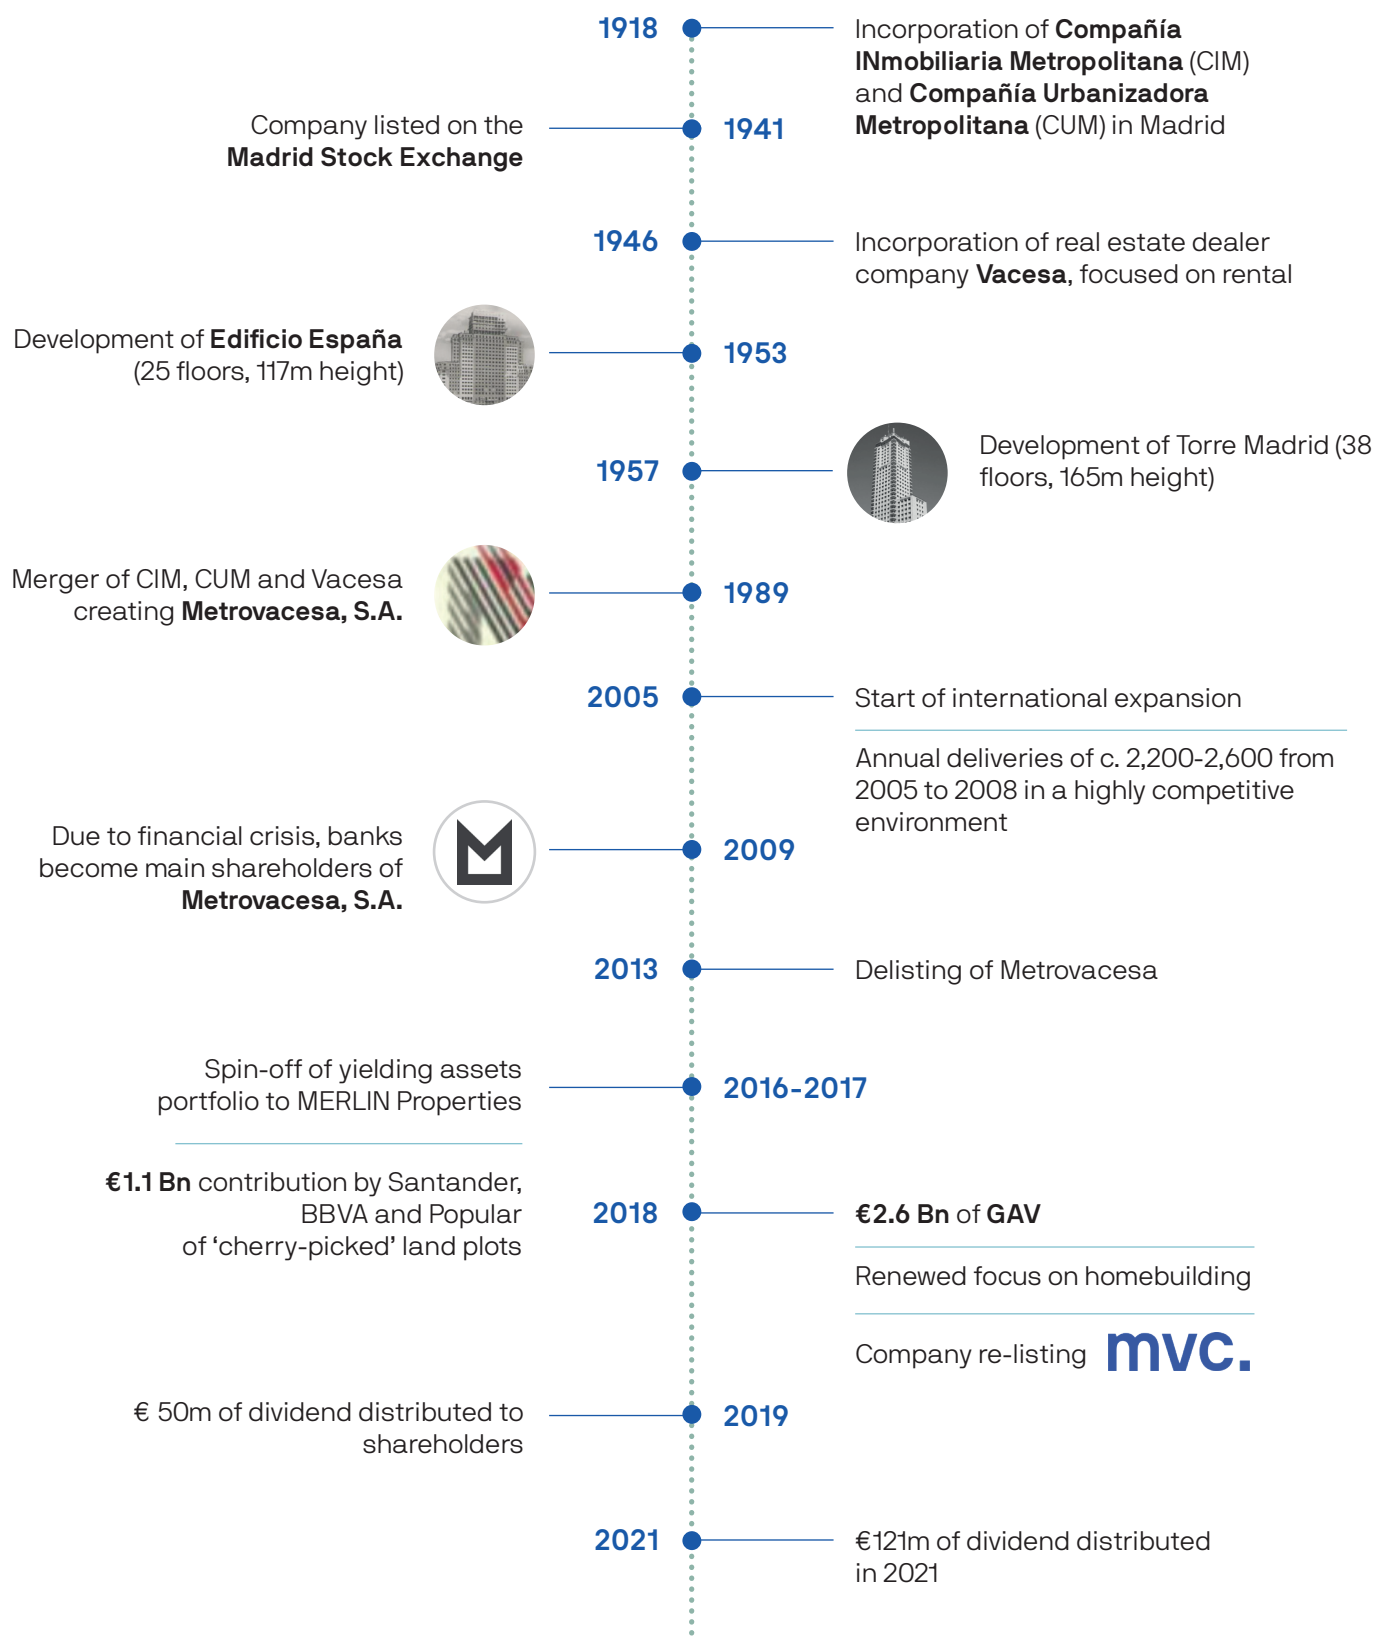 1918
Incorporation of Compañía
INmobiliaria Metropolitana (CIM)
and Compañía Urbanizadora
Metropolitana (CUM) in Madrid
Company listed on the
Madrid Stock Exchange
1941
1946
Incorporation of real estate dealer
company Vacesa, focused on rental
Development of Edificio España
(25 floors, 117m height)
1953
1957
Development of Torre Madrid (38
floors, 165m height)
Merger of CIM, CUM and Vacesa
creating Metrovacesa, S.A.
1989
2005
Start of international expansion
Annual deliveries of c. 2,200-2,600 from
2005 to 2008 in a highly competitive
environment
Due to financial crisis, banks
become main shareholders of
Metrovacesa, S.A.
2009
2013
Delisting of Metrovacesa
Spin-off of yielding assets
portfolio to MERLIN Properties
2016-2017
€1.1 Bn contribution by Santander,
BBVA and Popular
of ‘cherry-picked’ land plots
2018
€2.6 Bn of GAV
Renewed focus on homebuilding
Company re-listing mvc.
€ 50m of dividend distributed to
shareholders
2019
2021
€121m of dividend distributed
in 2021